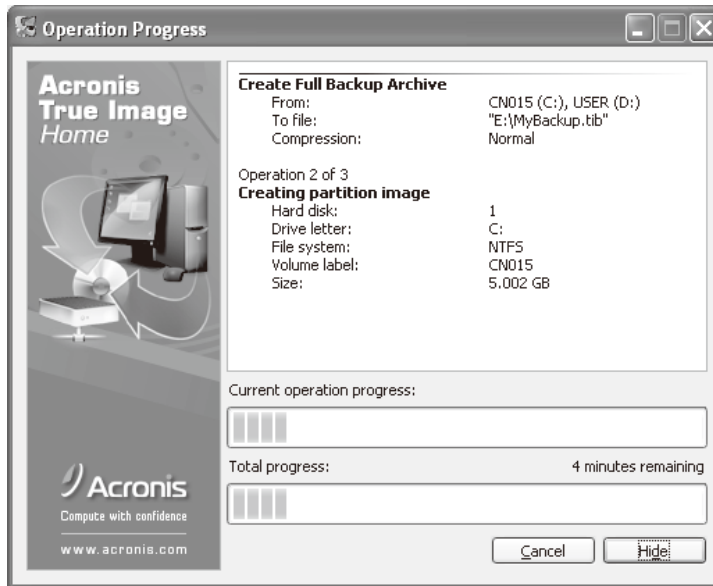 Operation Progress
Acronis
True Image
Home
Create Full Backup Archive
From: CN015 (C:), USER (D:)
To file: "E:\MyBackup.tib"
Compression: Normal
Operation 2 of 3
Creating partition image
Hard disk: 1
Drive letter: C:
File system: NTFS
Volume label: CN015
Size: 5.002 GB
Current operation progress:
Total progress: 4 minutes remaining
Acronis
Compute with confidence
www.acronis.com
Cancel Hide